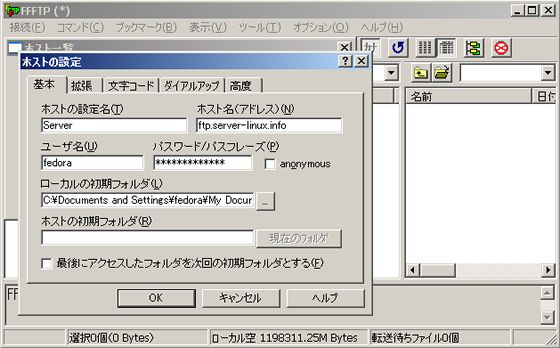 FFFTP (*)
接続(F) コマンド(C) ブックマーク(B) 表示(V) ツール(T) オプション(O) ヘルプ(H)
ホスト一覧
ホストの設定
基本 拡張 文字コード ダイアルアップ 高度
ホストの設定名(T) ホスト名(アドレス)(N)
Server ftp.server-linux.info
ユーザ名(U) パスワード/パスフレーズ(P)
fedora ************* anonymous
ローカルの初期フォルダ(L)
C:¥Documents and Settings¥fedora¥My Docur ...
ホストの初期フォルダ(R)
現在のフォルダ
最後にアクセスしたフォルダを次回の初期フォルダとする(F)
OK キャンセル ヘルプ
名前 日付
FF
選択0個(0 Bytes) ローカル空 1198311.25M Bytes 転送待ちファイル0個